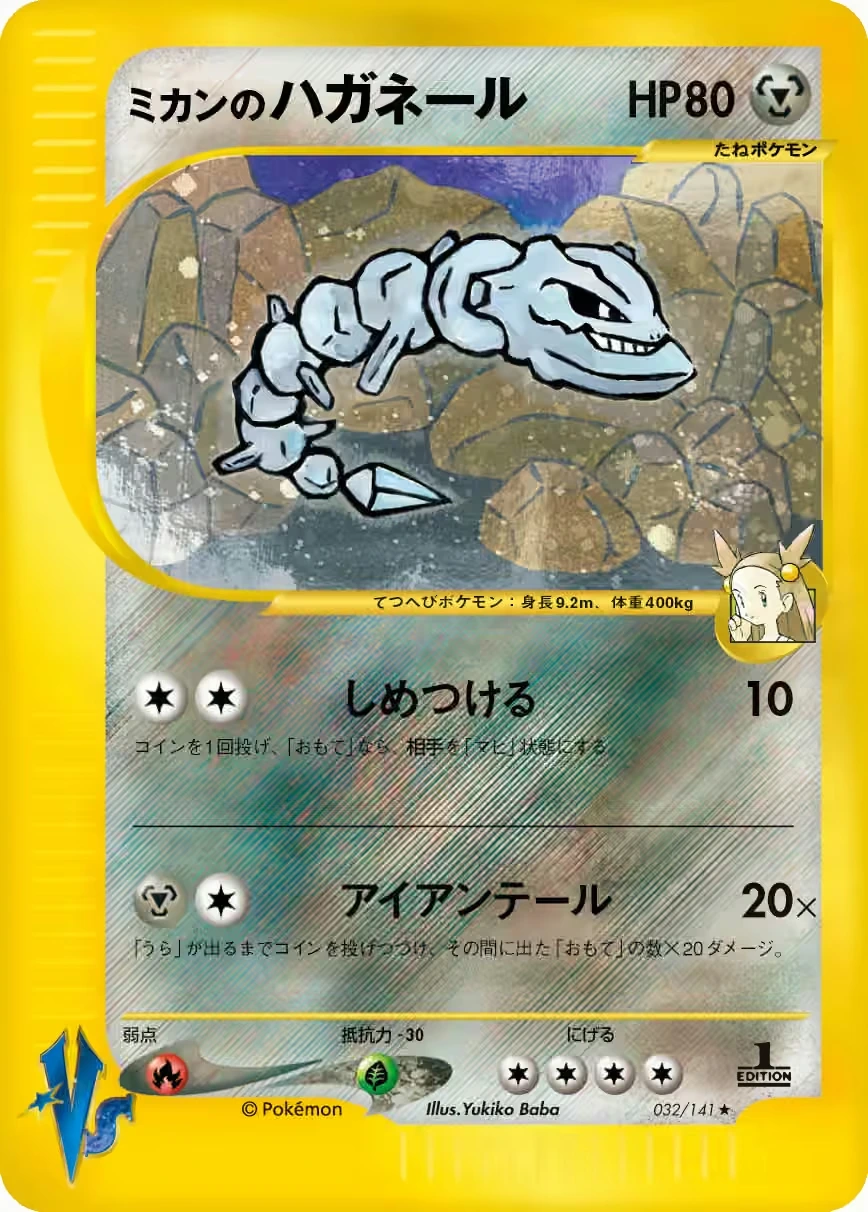 ミカンのハガネール HP80
たねポケモン
てつへびポケモン：身長9.2m、体重400kg
しめつける 10
コインを1回投げ、「おもて」なら、相手を「マヒ」状態にする。
アイアンテール 20×
「うら」が出るまでコインを投げつづけ、その間に出た「おもて」の数×20ダメージ。
弱点 抵抗力 -30 にげる
1 EDITION
VS
© Pokémon Illus.Yukiko Baba 032/141★